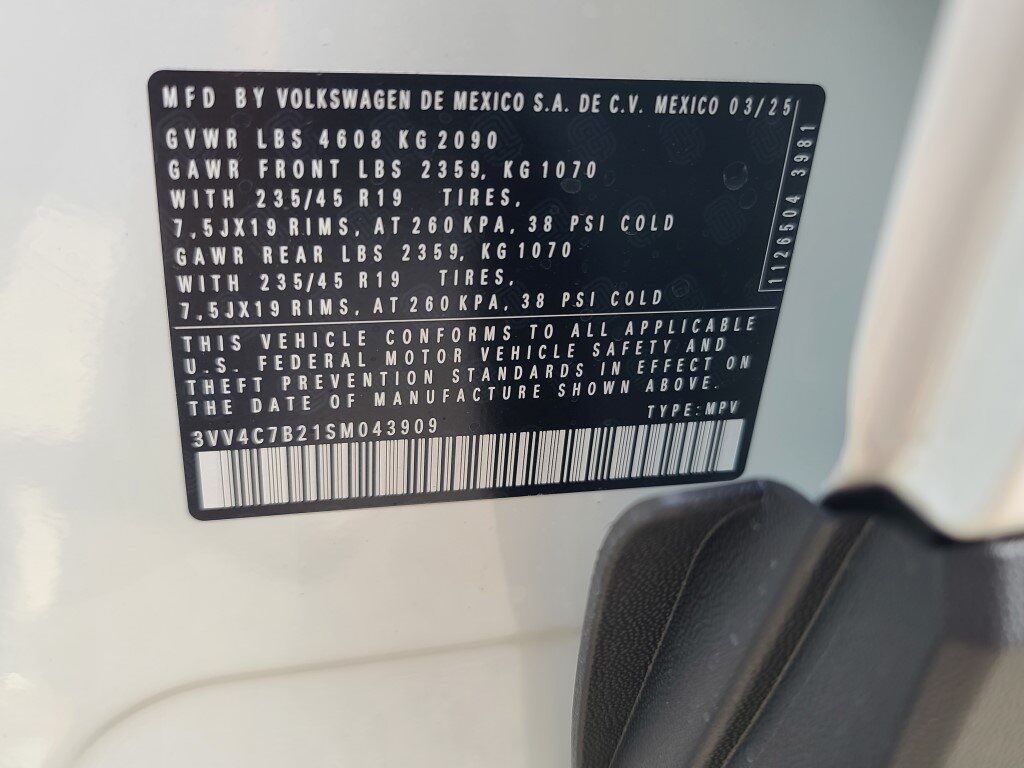 MFD BY VOLKSWAGEN DE MEXICO S.A. DE C.V. MEXICO 03/25
GVWR LBS 4608 KG 2090
GAWR FRONT LBS 2359, KG 1070
WITH 235/45 R19 TIRES,
7,5JX19 RIMS, AT 260 KPA, 38 PSI COLD
GAWR REAR LBS 2359, KG 1070
WITH 235/45 R19 TIRES,
7,5JX19 RIMS, AT 260 KPA, 38 PSI COLD
1126504 3981
THIS VEHICLE CONFORMS TO ALL APPLICABLE
U.S. FEDERAL MOTOR VEHICLE SAFETY AND
THEFT PREVENTION STANDARDS IN EFFECT ON
THE DATE OF MANUFACTURE SHOWN ABOVE.
TYPE: MPV
3VV4C7B21SM043909